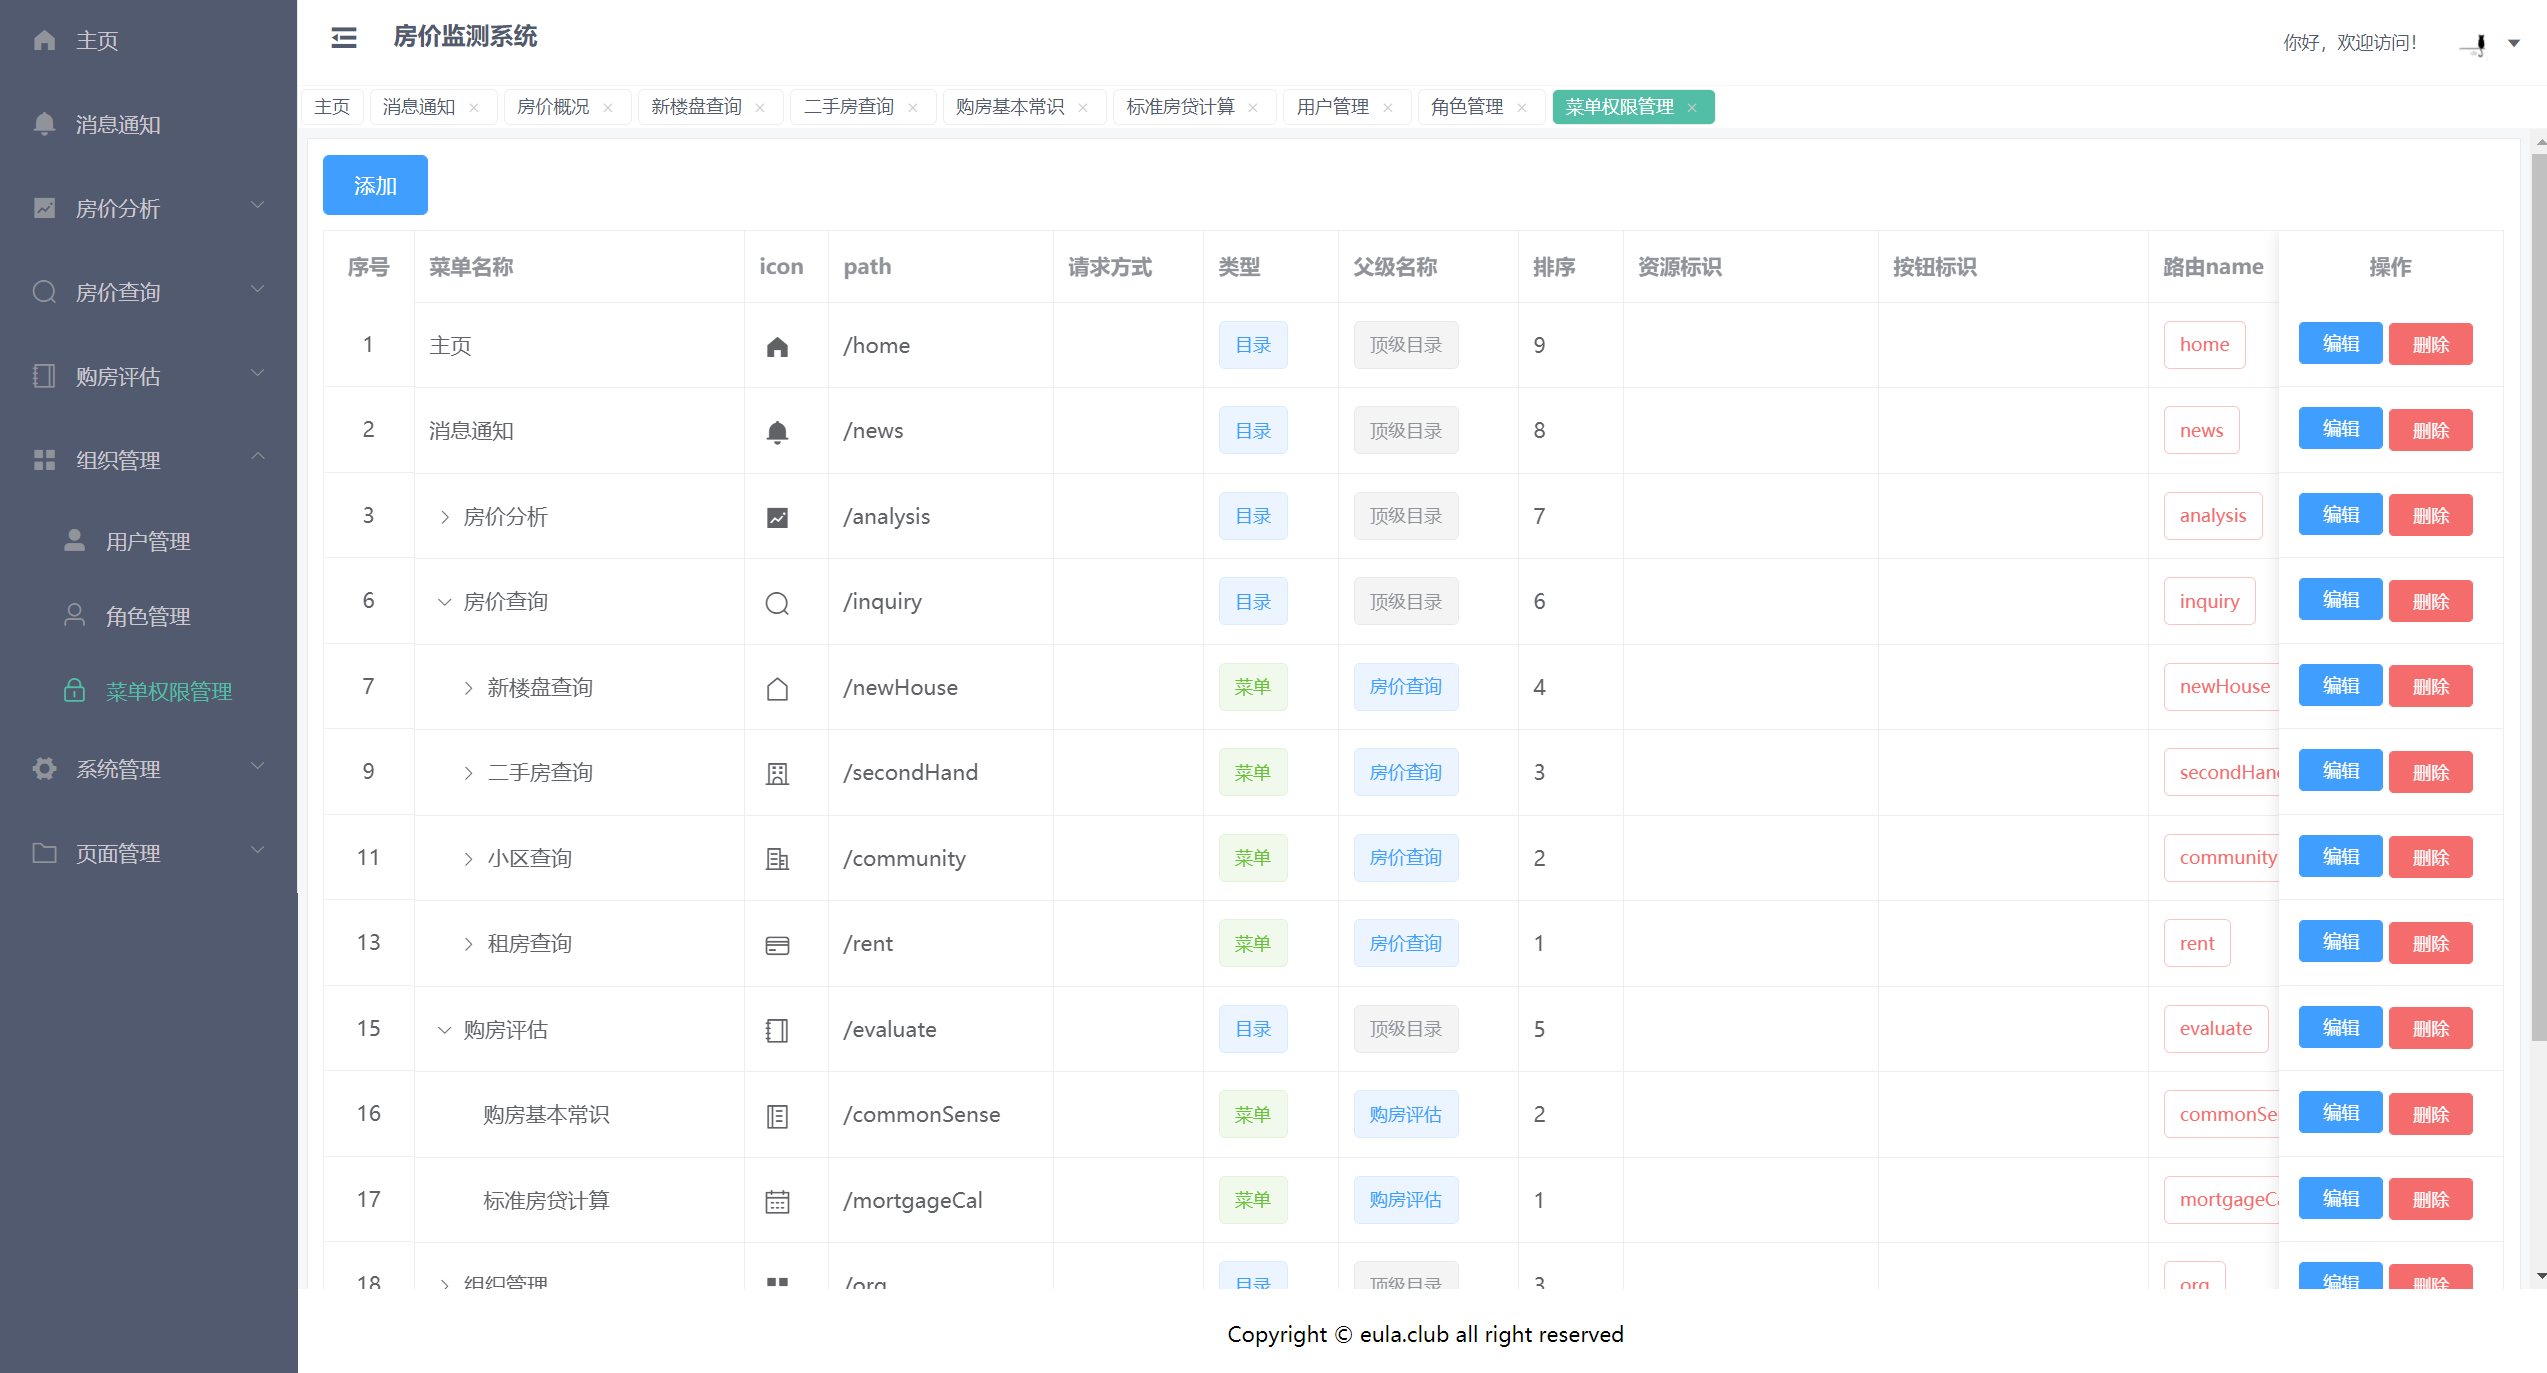 主页
消息通知
房价分析
房价查询
购房评估
组织管理
用户管理
角色管理
菜单权限管理
系统管理
页面管理
房价监测系统
你好，欢迎访问！
主页 消息通知 房价概况 新楼盘查询 二手房查询 购房基本常识 标准房贷计算 用户管理 角色管理 菜单权限管理
添加
序号 菜单名称 icon path 请求方式 类型 父级名称 排序 资源标识 按钮标识 路由name 操作
1 主页 /home 目录 顶级目录 9 home 编辑 删除
2 消息通知 /news 目录 顶级目录 8 news 编辑 删除
3 房价分析 /analysis 目录 顶级目录 7 analysis 编辑 删除
6 房价查询 /inquiry 目录 顶级目录 6 inquiry 编辑 删除
7 新楼盘查询 /newHouse 菜单 房价查询 4 newHouse 编辑 删除
9 二手房查询 /secondHand 菜单 房价查询 3 secondHan 编辑 删除
11 小区查询 /community 菜单 房价查询 2 community 编辑 删除
13 租房查询 /rent 菜单 房价查询 1 rent 编辑 删除
15 购房评估 /evaluate 目录 顶级目录 5 evaluate 编辑 删除
16 购房基本常识 /commonSense 菜单 购房评估 2 commonSe 编辑 删除
17 标准房贷计算 /mortgageCal 菜单 购房评估 1 mortgageC 编辑 删除
18 组织管理 /org 目录 顶级目录 3 org 编辑 删除
Copyright © eula.club all right reserved